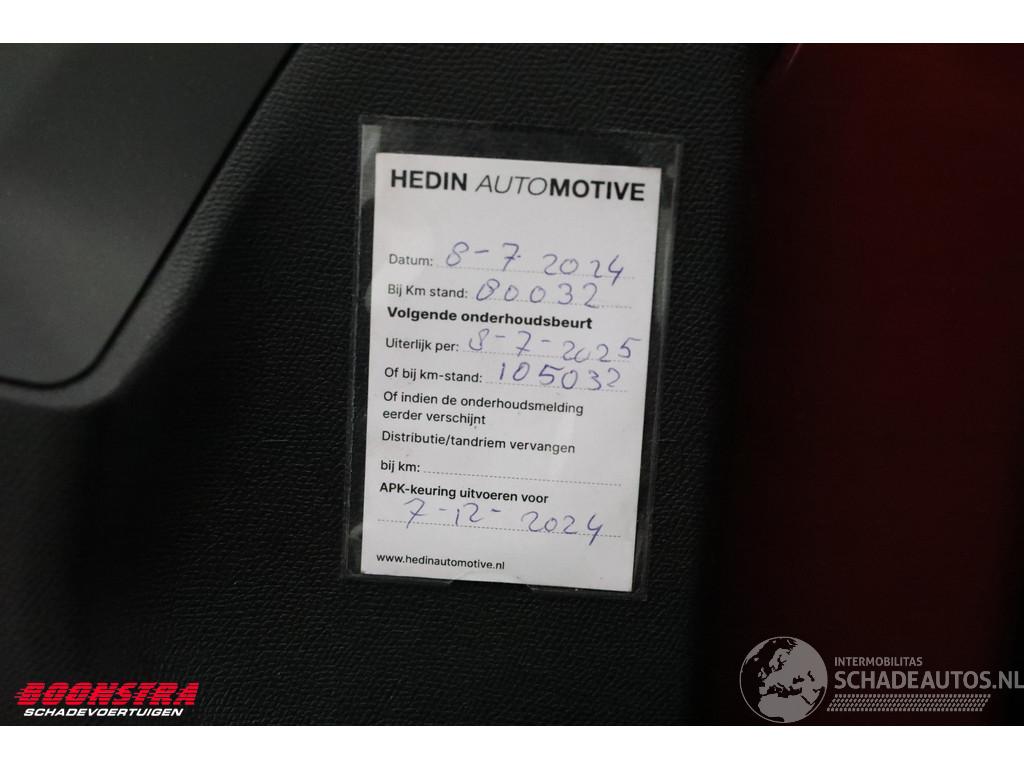 HEDIN AUTOMOTIVE
Datum: 8-7-2024
Bij Km stand: 80032
Volgende onderhoudsbeurt
Uiterlijk per: 8-7-2025
Of bij km-stand: 105032
Of indien de onderhoudsmelding
eerder verschijnt
Distributie/tandriem vervangen
bij km:
APK-keuring uitvoeren voor
7-12-2024
www.hedinautomotive.nl
BOONSTRA
SCHADEVOERTUIGEN
INTERMOBILITAS
SCHADEAUTOS.NL